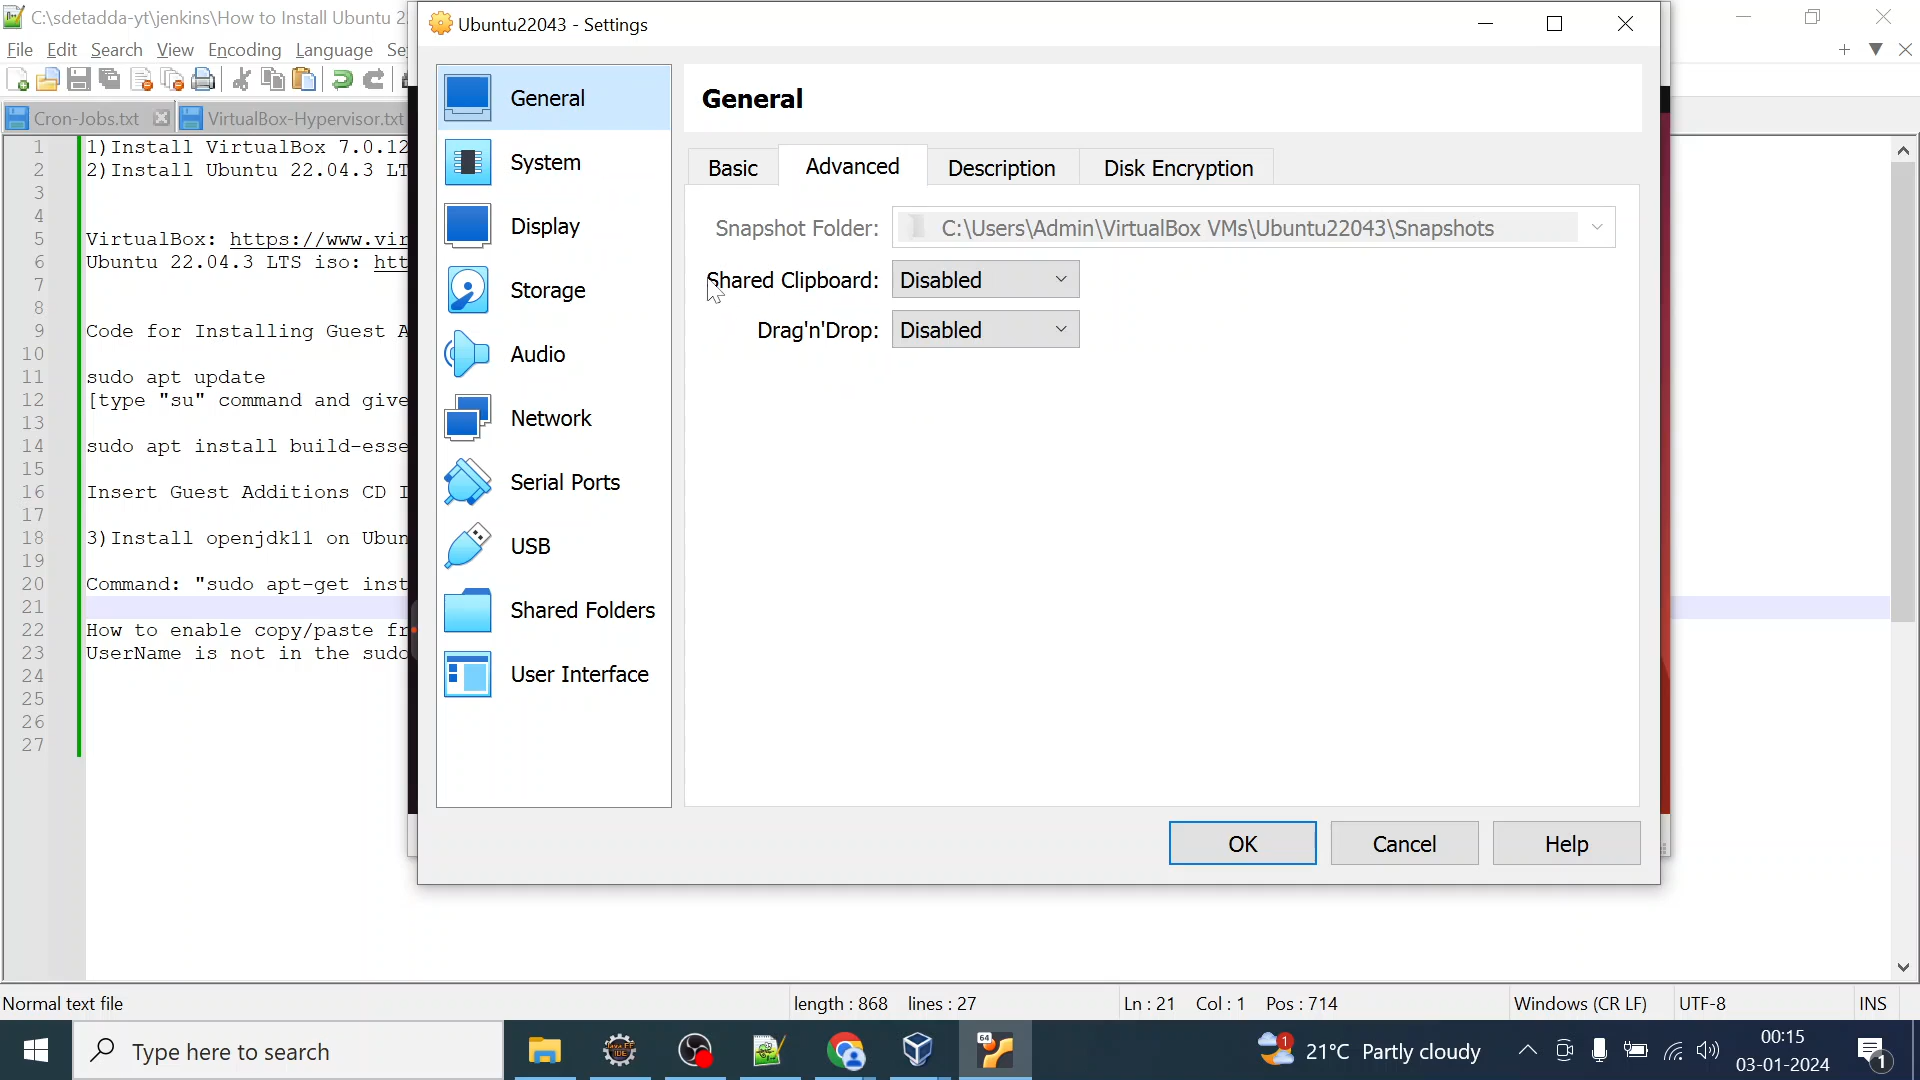 C:\sdetadda-yt\jenkins\How to Install Ubuntu 2
File Edit Search View Encoding Language Se
Cron-Jobs.txt VirtualBox-Hypervisor.txt
1 1)Install VirtualBox 7.0.12
2 2)Install Ubuntu 22.04.3 LT
3
4
5 VirtualBox: https://www.vir
6 Ubuntu 22.04.3 LTS iso: htt
7
8
9 Code for Installing Guest A
10
11 sudo apt update
12 [type "su" command and give
13
14 sudo apt install build-esse
15
16 Insert Guest Additions CD I
17
18 3)Install openjdk11 on Ubun
19
20 Command: "sudo apt-get inst
21
22 How to enable copy/paste fr
23 UserName is not in the sudo
24
25
26
27
Ubuntu22043 - Settings
General
System
Display
Storage
Audio
Network
Serial Ports
USB
Shared Folders
User Interface
General
Basic Advanced Description Disk Encryption
Snapshot Folder: C:\Users\Admin\VirtualBox VMs\Ubuntu22043\Snapshots
Shared Clipboard: Disabled
Drag'n'Drop: Disabled
OK Cancel Help
Normal text file length : 868 lines : 27 Ln : 21 Col : 1 Pos : 714 Windows (CR LF) UTF-8 INS
Type here to search
64
1
21°C Partly cloudy
00:15
03-01-2024
1